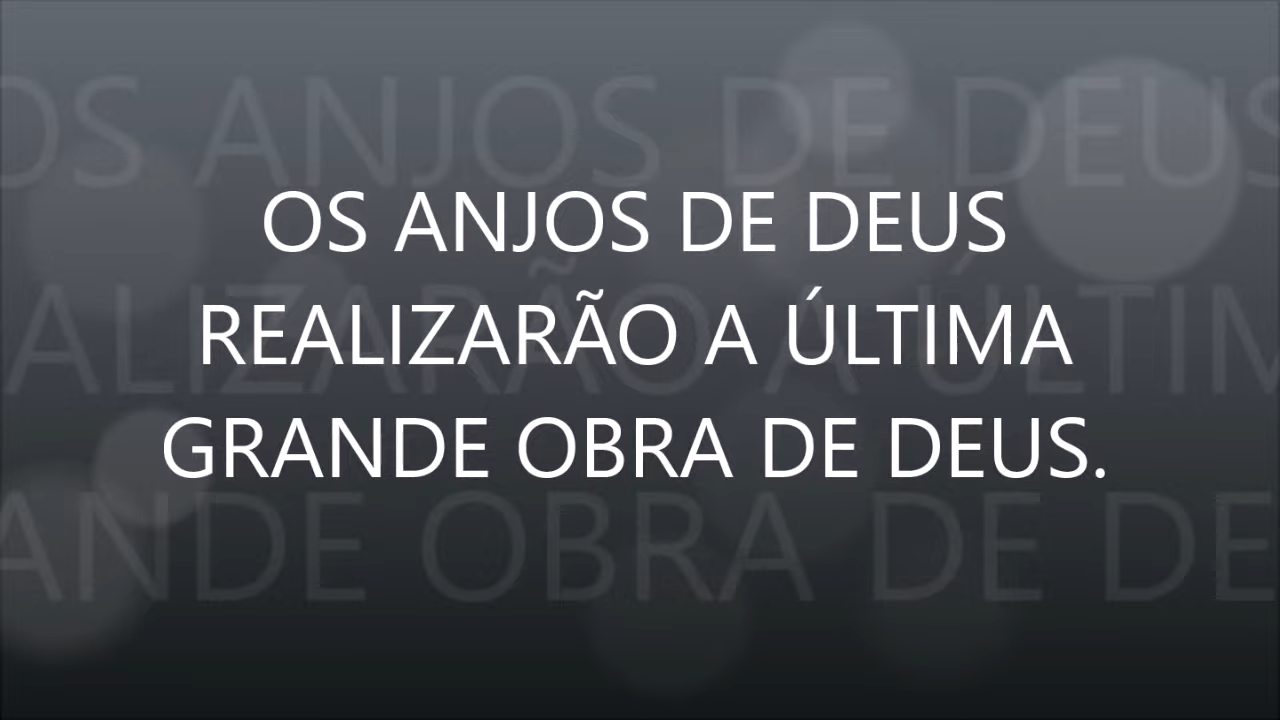 OS ANJOS DE DEUS
REALIZARÃO A ÚLTIMA
GRANDE OBRA DE DEUS.